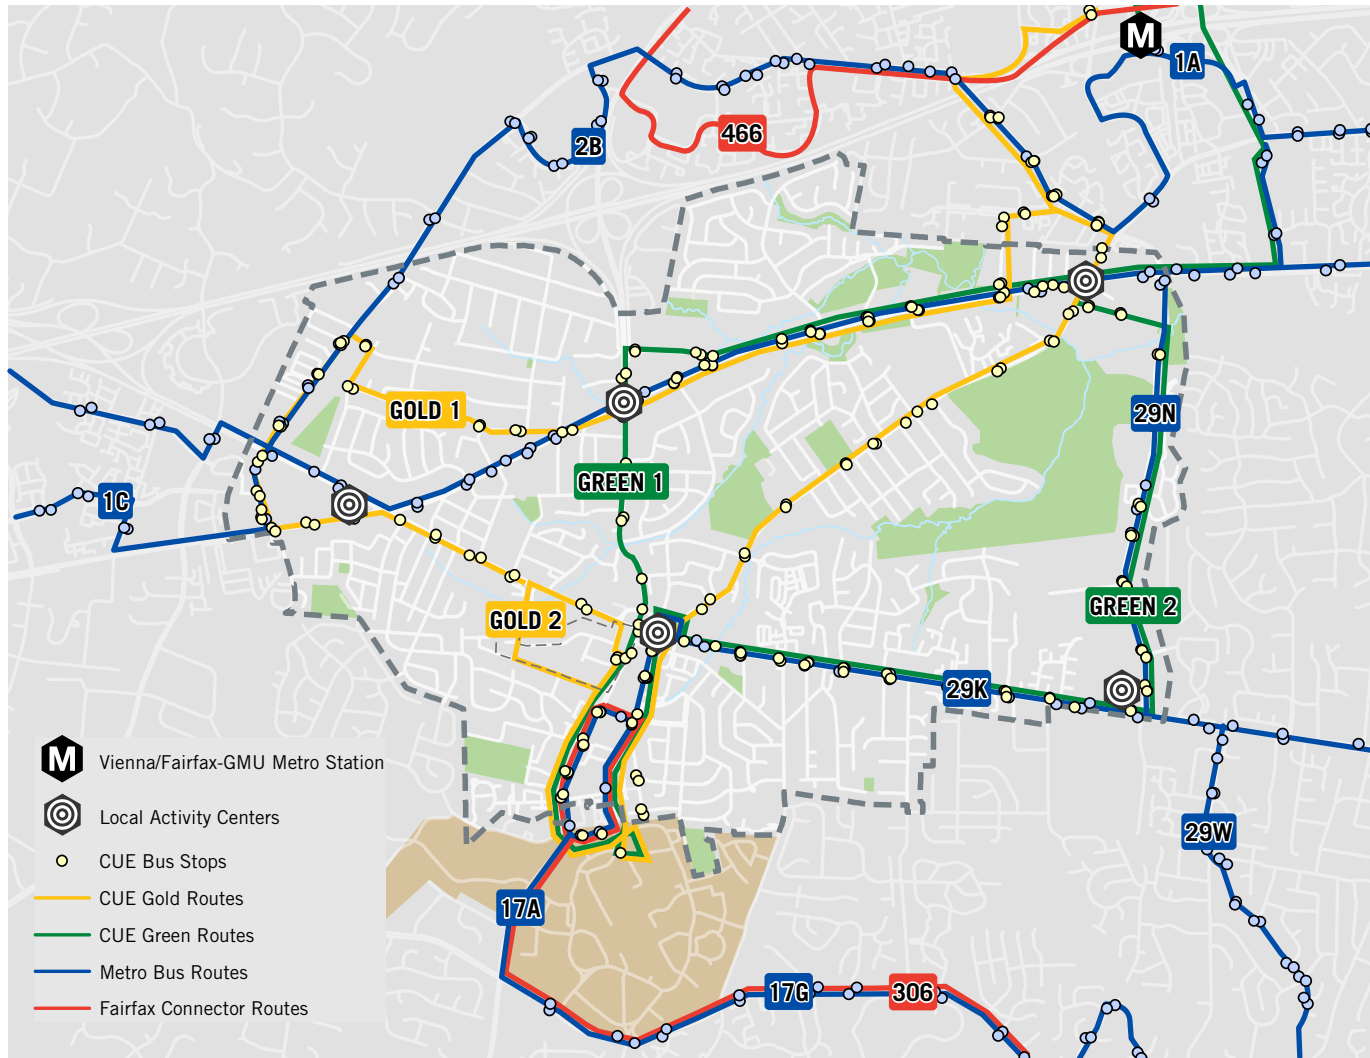 M
1A
2B
466
GOLD 1
29N
GREEN 1
1C
GREEN 2
GOLD 2
29K
M Vienna/Fairfax-GMU Metro Station
Local Activity Centers
CUE Bus Stops
CUE Gold Routes
CUE Green Routes
Metro Bus Routes
Fairfax Connector Routes
29W
17A
17G
306